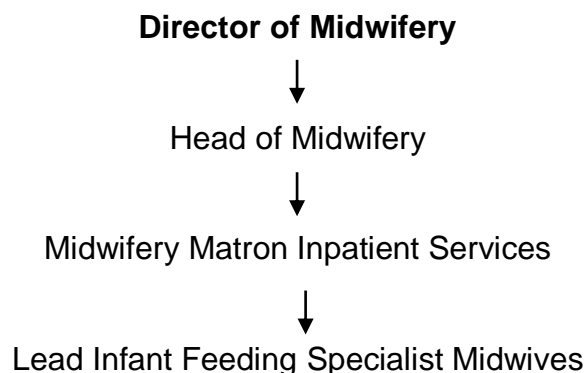 Director of Midwifery
Head of Midwifery
Midwifery Matron Inpatient Services
Lead Infant Feeding Specialist Midwives